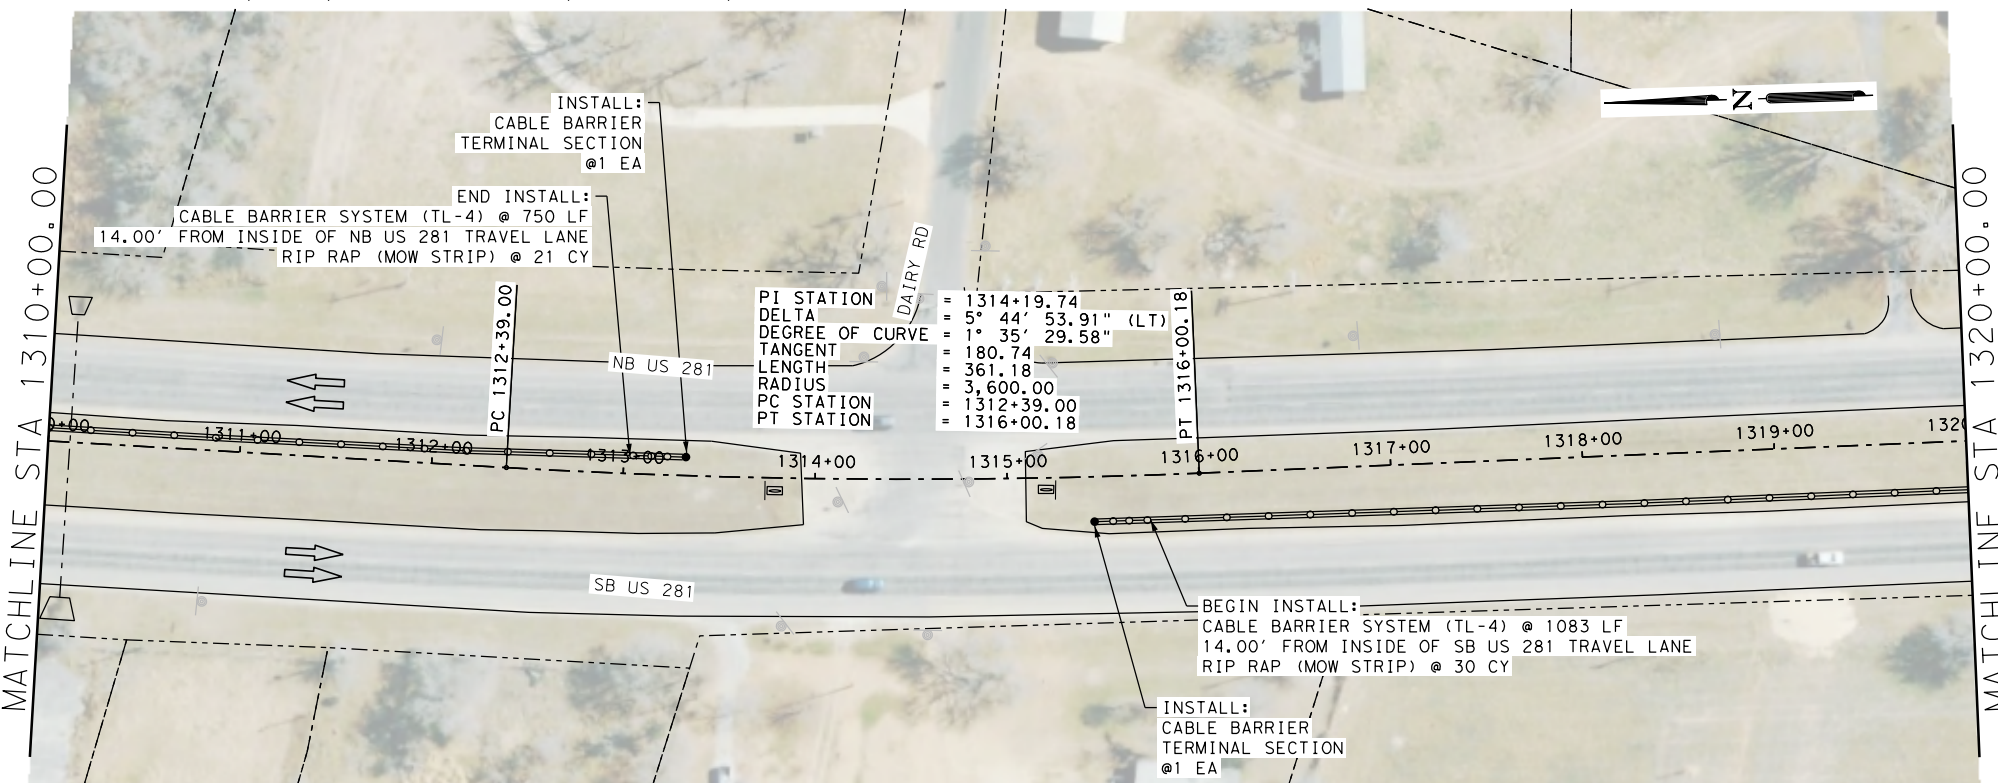 MATCHLINE STA 1310+00.00
INSTALL:
CABLE BARRIER
TERMINAL SECTION
@1 EA
END INSTALL:
CABLE BARRIER SYSTEM (TL-4) @ 750 LF
14.00' FROM INSIDE OF NB US 281 TRAVEL LANE
RIP RAP (MOW STRIP) @ 21 CY
N
DAIRY RD
PC 1312+39.00
NB US 281
PI STATION = 1314+19.74
DELTA = 5° 44' 53.91" (LT)
DEGREE OF CURVE = 1° 35' 29.58"
TANGENT = 180.74
LENGTH = 361.18
RADIUS = 3,600.00
PC STATION = 1312+39.00
PT STATION = 1316+00.18
PT 1316+00.18
0+00
1311+00
1312+00
1313+00
1314+00
1315+00
1316+00
1317+00
1318+00
1319+00
1320
SB US 281
BEGIN INSTALL:
CABLE BARRIER SYSTEM (TL-4) @ 1083 LF
14.00' FROM INSIDE OF SB US 281 TRAVEL LANE
RIP RAP (MOW STRIP) @ 30 CY
INSTALL:
CABLE BARRIER
TERMINAL SECTION
@1 EA
MATCHLINE STA 1320+00.00